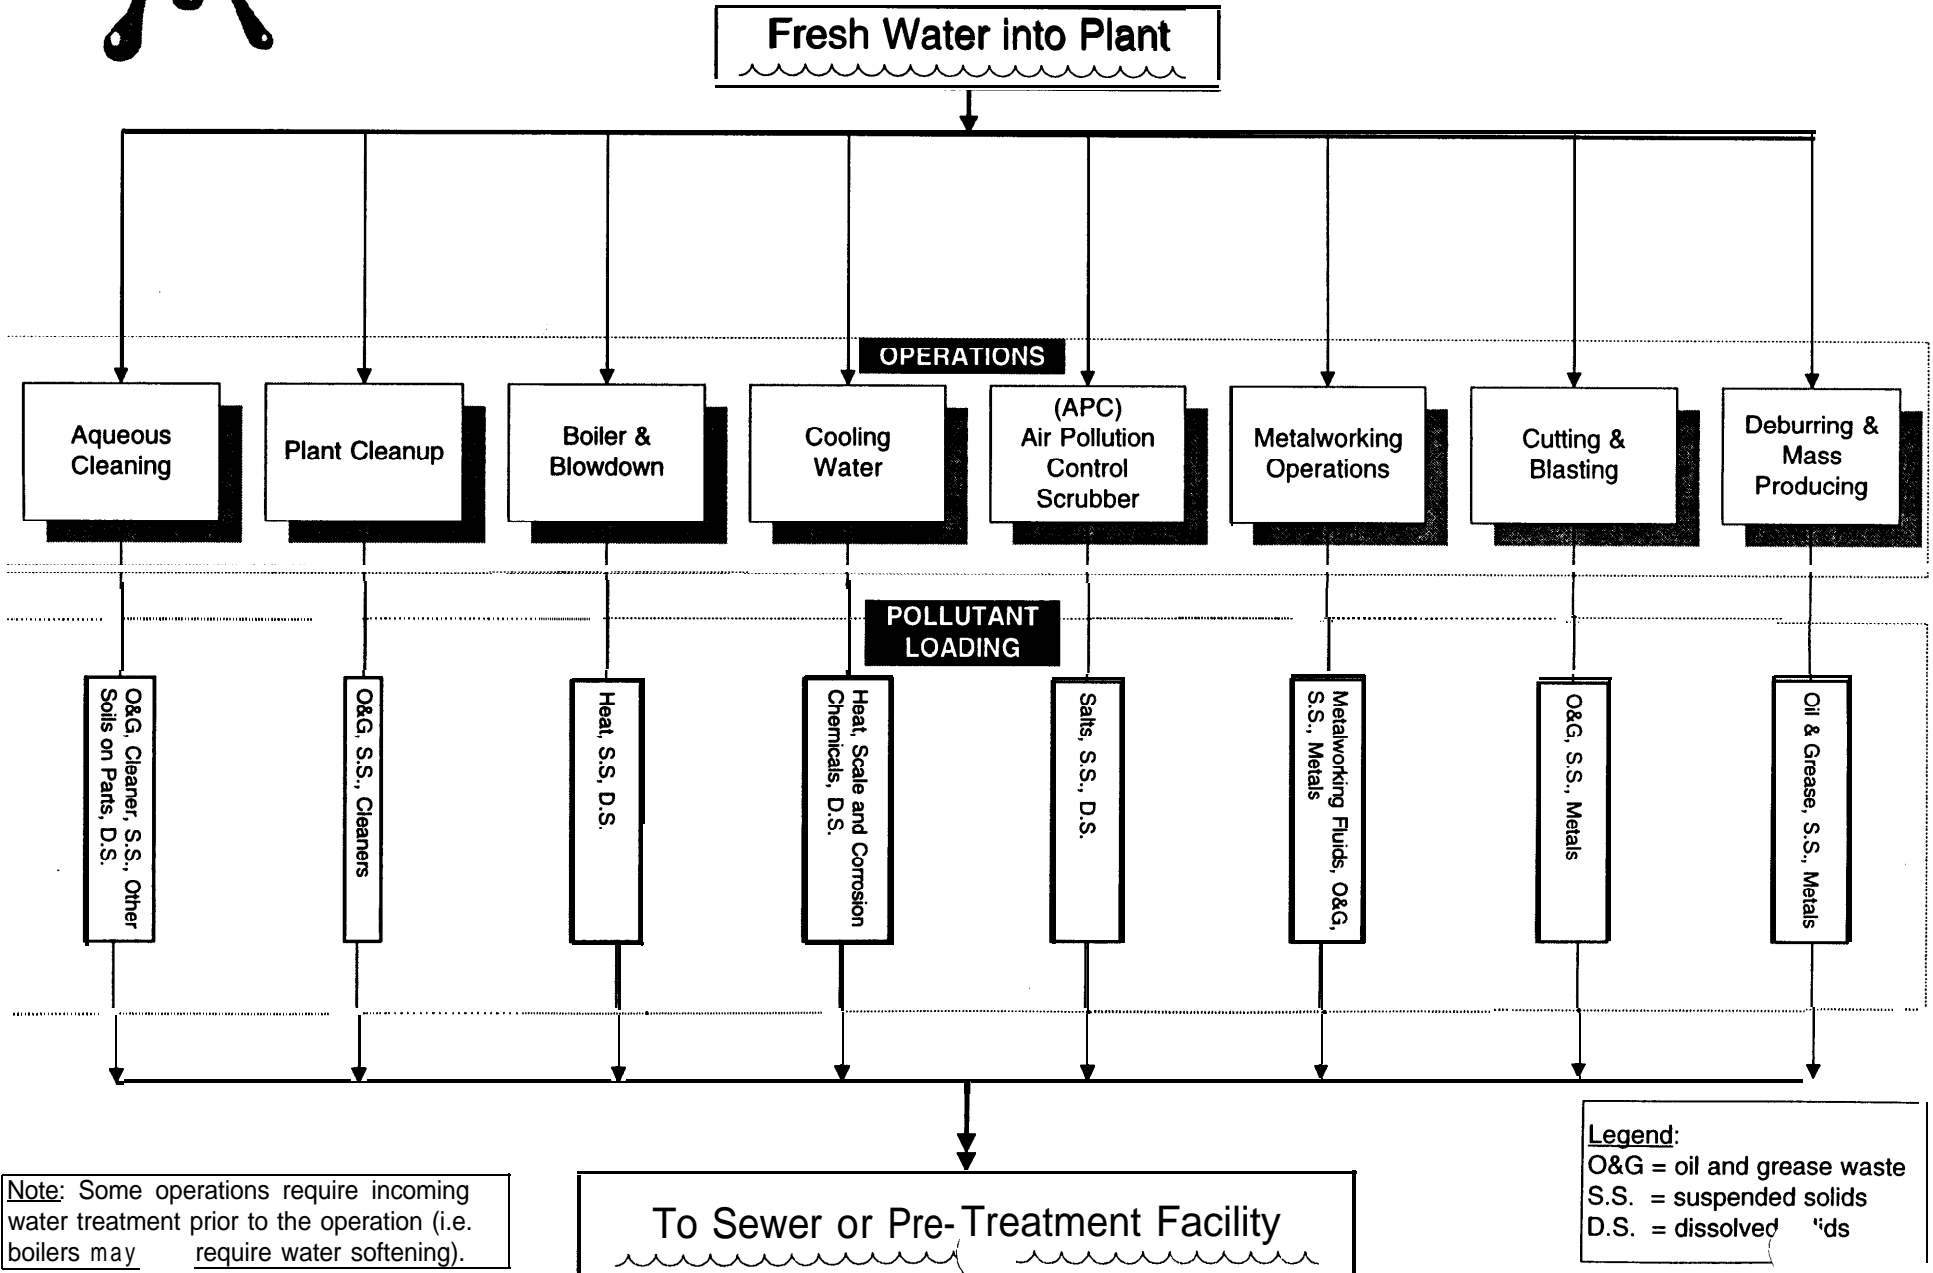 Fresh Water into Plant
OPERATIONS
Aqueous
Cleaning
Plant Cleanup
Boiler &
Blowdown
Cooling
Water
(APC)
Air Pollution
Control
Scrubber
Metalworking
Operations
Cutting &
Blasting
Deburring &
Mass
Producing
POLLUTANT
LOADING
O&G, Cleaner, S.S., Other
Soils on Parts, D.S.
O&G, S.S., Cleaners
Heat, S.S, D.S.
Heat, Scale and Corrosion
Chemicals, D.S.
Salts, S.S., D.S.
Metalworking Fluids, O&G,
S.S., Metals
O&G, S.S., Metals
Oil & Grease, S.S., Metals
Note: Some operations require incoming
water treatment prior to the operation (i.e.
boilers may require water softening).
To Sewer or Pre-Treatment Facility
Legend:
O&G = oil and grease waste
S.S. = suspended solids
D.S. = dissolved